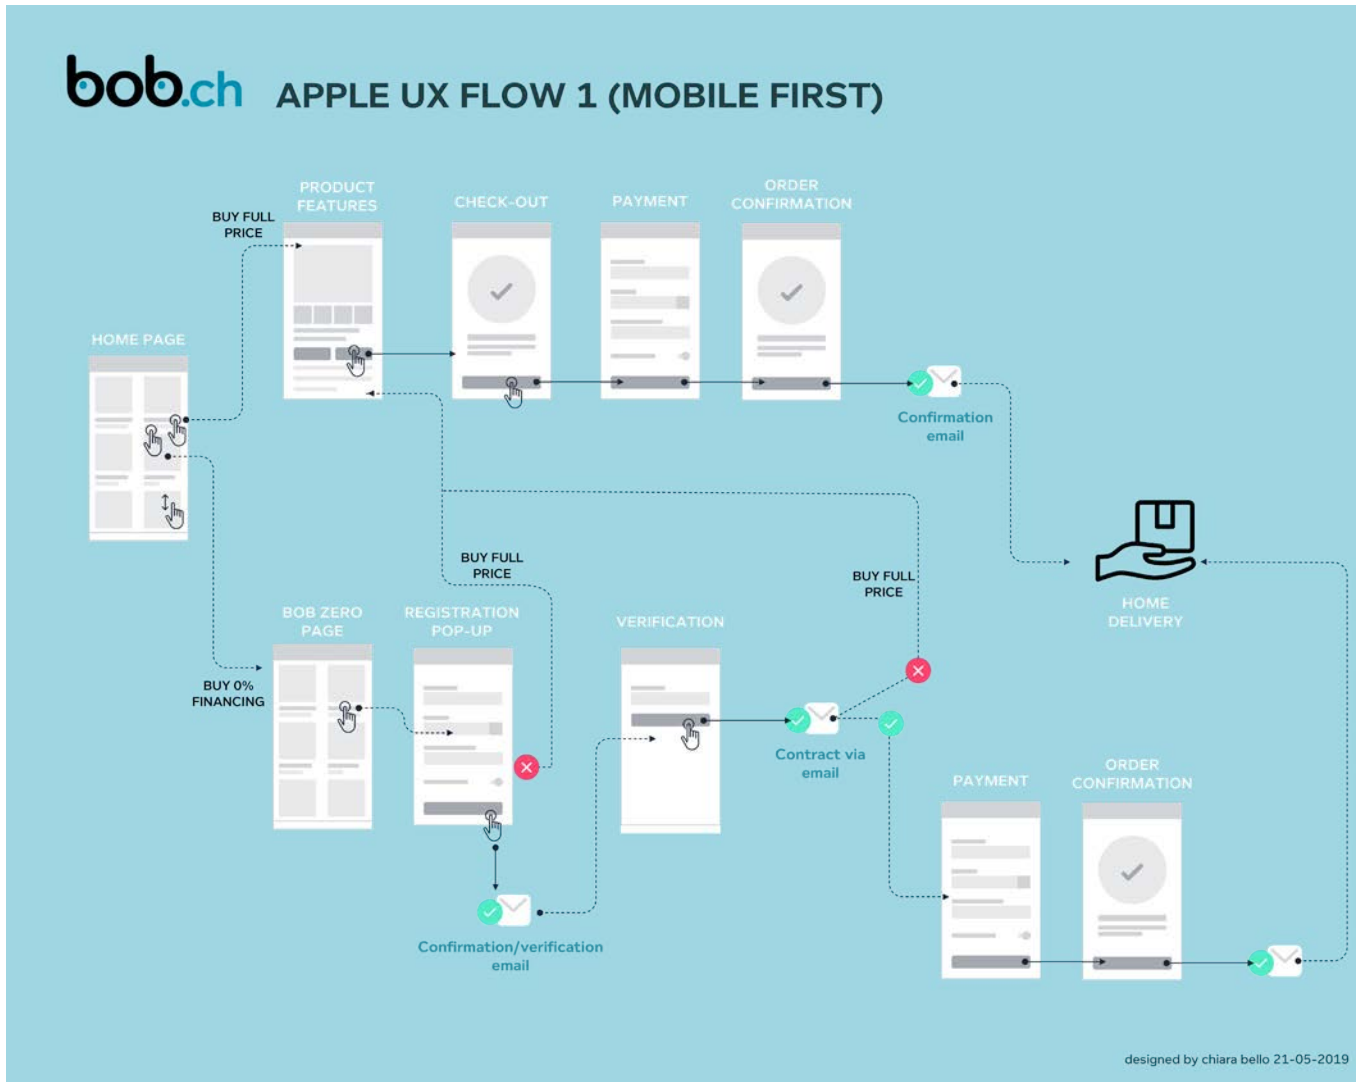 bob.ch APPLE UX FLOW 1 (MOBILE FIRST)
PRODUCT
FEATURES
CHECK-OUT
PAYMENT
ORDER
CONFIRMATION
BUY FULL
PRICE
HOME PAGE
Confirmation
email
BUY FULL
PRICE
BUY FULL
PRICE
HOME
DELIVERY
BOB ZERO
PAGE
REGISTRATION
POP-UP
VERIFICATION
BUY 0%
FINANCING
Contract via
email
PAYMENT
ORDER
CONFIRMATION
Confirmation/verification
email
designed by chiara bello 21-05-2019